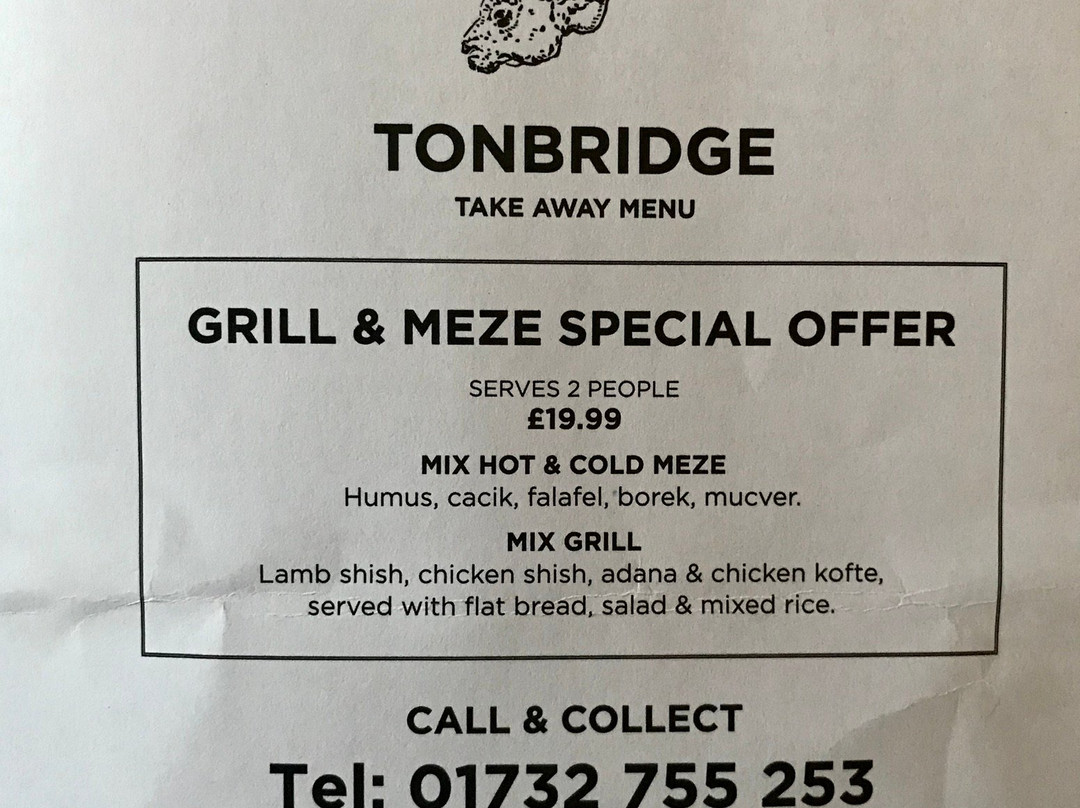 TONBRIDGE
TAKE AWAY MENU
GRILL & MEZE SPECIAL OFFER
SERVES 2 PEOPLE
£19.99
MIX HOT & COLD MEZE
Humus, cacik, falafel, borek, mucver.
MIX GRILL
Lamb shish, chicken shish, adana & chicken kofte,
served with flat bread, salad & mixed rice.
CALL & COLLECT
Tel: 01732 755 253